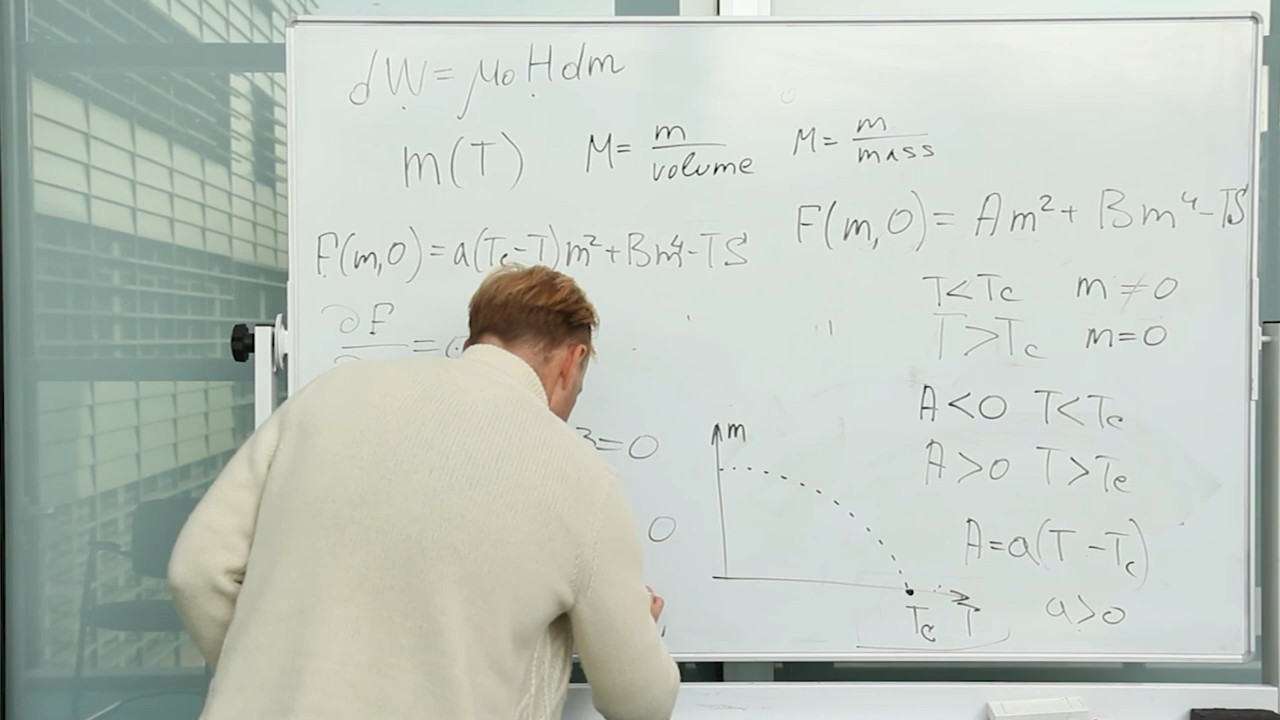 dW = μ₀ H dm
m(T) M = m/volume M = m/mass
F(m,0) = Am² + Bm⁴ - TS
F(m,0) = a(Tc - T)m² + Bm⁴ - TS
T < Tc m ≠ 0
∂F
T > Tc m = 0
A < 0 T < Tc
3 = 0
m
A > 0 T > Tc
0
A = a(T - Tc)
Tc T
a > 0